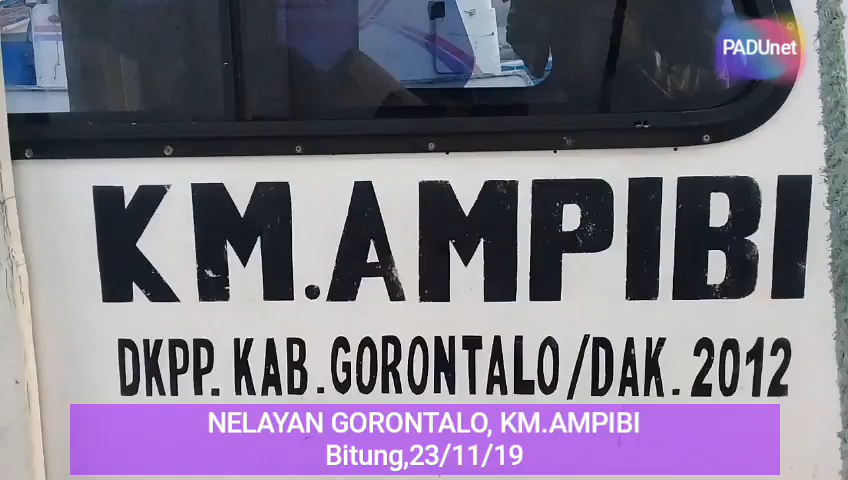 PADUnet
KM.AMPIBI
DKPP. KAB.GORONTALO/DAK. 2012
NELAYAN GORONTALO, KM.AMPIBI
Bitung,23/11/19